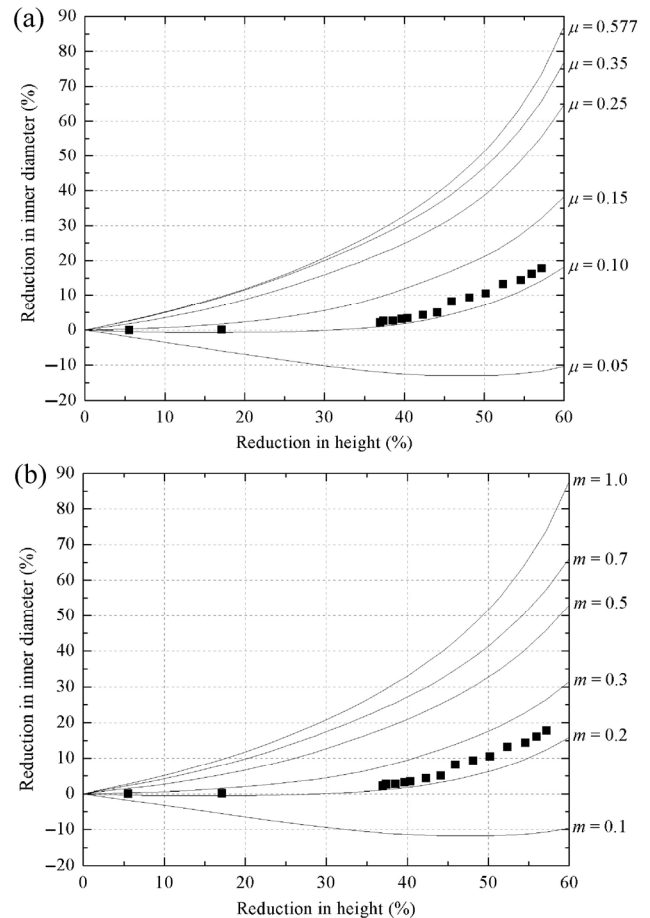 (a)
90
80
70
60
50
40
30
20
10
0
−10
−20
Reduction in inner diameter (%)
μ = 0.577
μ = 0.35
μ = 0.25
μ = 0.15
μ = 0.10
μ = 0.05
0 10 20 30 40 50 60
Reduction in height (%)
(b)
90
80
70
60
50
40
30
20
10
0
−10
−20
Reduction in inner diameter (%)
m = 1.0
m = 0.7
m = 0.5
m = 0.3
m = 0.2
m = 0.1
0 10 20 30 40 50 60
Reduction in height (%)